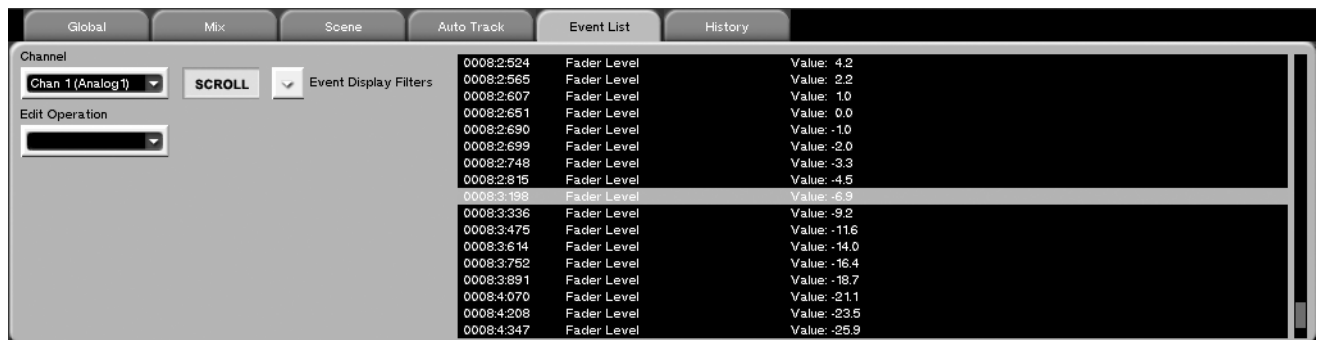 Global Mix Scene Auto Track Event List History
Channel
Chan 1 (Analog1) SCROLL Event Display Filters
Edit Operation
0008:2:524 Fader Level Value: 4.2
0008:2:565 Fader Level Value: 2.2
0008:2:607 Fader Level Value: 1.0
0008:2:651 Fader Level Value: 0.0
0008:2:690 Fader Level Value: -1.0
0008:2:699 Fader Level Value: -2.0
0008:2:748 Fader Level Value: -3.3
0008:2:815 Fader Level Value: -4.5
0008:3:198 Fader Level Value: -6.9
0008:3:336 Fader Level Value: -9.2
0008:3:475 Fader Level Value: -11.6
0008:3:614 Fader Level Value: -14.0
0008:3:752 Fader Level Value: -16.4
0008:3:891 Fader Level Value: -18.7
0008:4:070 Fader Level Value: -21.1
0008:4:208 Fader Level Value: -23.5
0008:4:347 Fader Level Value: -25.9